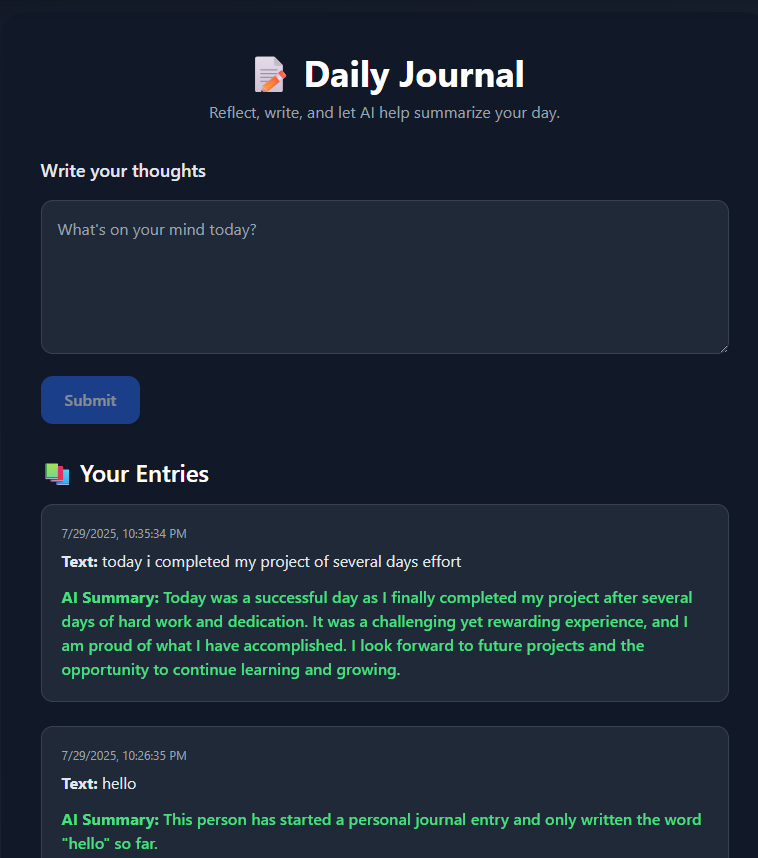 Daily Journal
Reflect, write, and let AI help summarize your day.
Write your thoughts
What's on your mind today?
Submit
Your Entries
7/29/2025, 10:35:34 PM
Text: today i completed my project of several days effort
AI Summary: Today was a successful day as I finally completed my project after several
days of hard work and dedication. It was a challenging yet rewarding experience, and I
am proud of what I have accomplished. I look forward to future projects and the
opportunity to continue learning and growing.
7/29/2025, 10:26:35 PM
Text: hello
AI Summary: This person has started a personal journal entry and only written the word
"hello" so far.